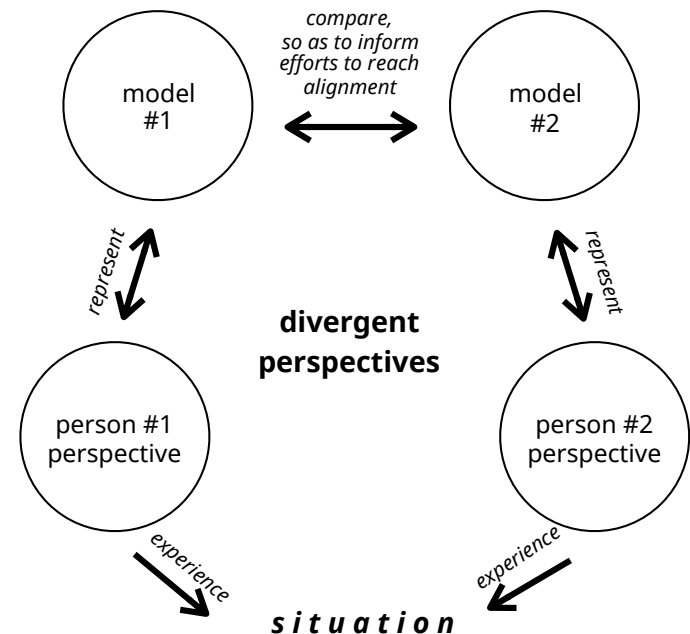 compare,
so as to inform
efforts to reach
alignment
model
#1
model
#2
represent
represent
divergent
perspectives
person #1
perspective
person #2
perspective
experience
experience
situation